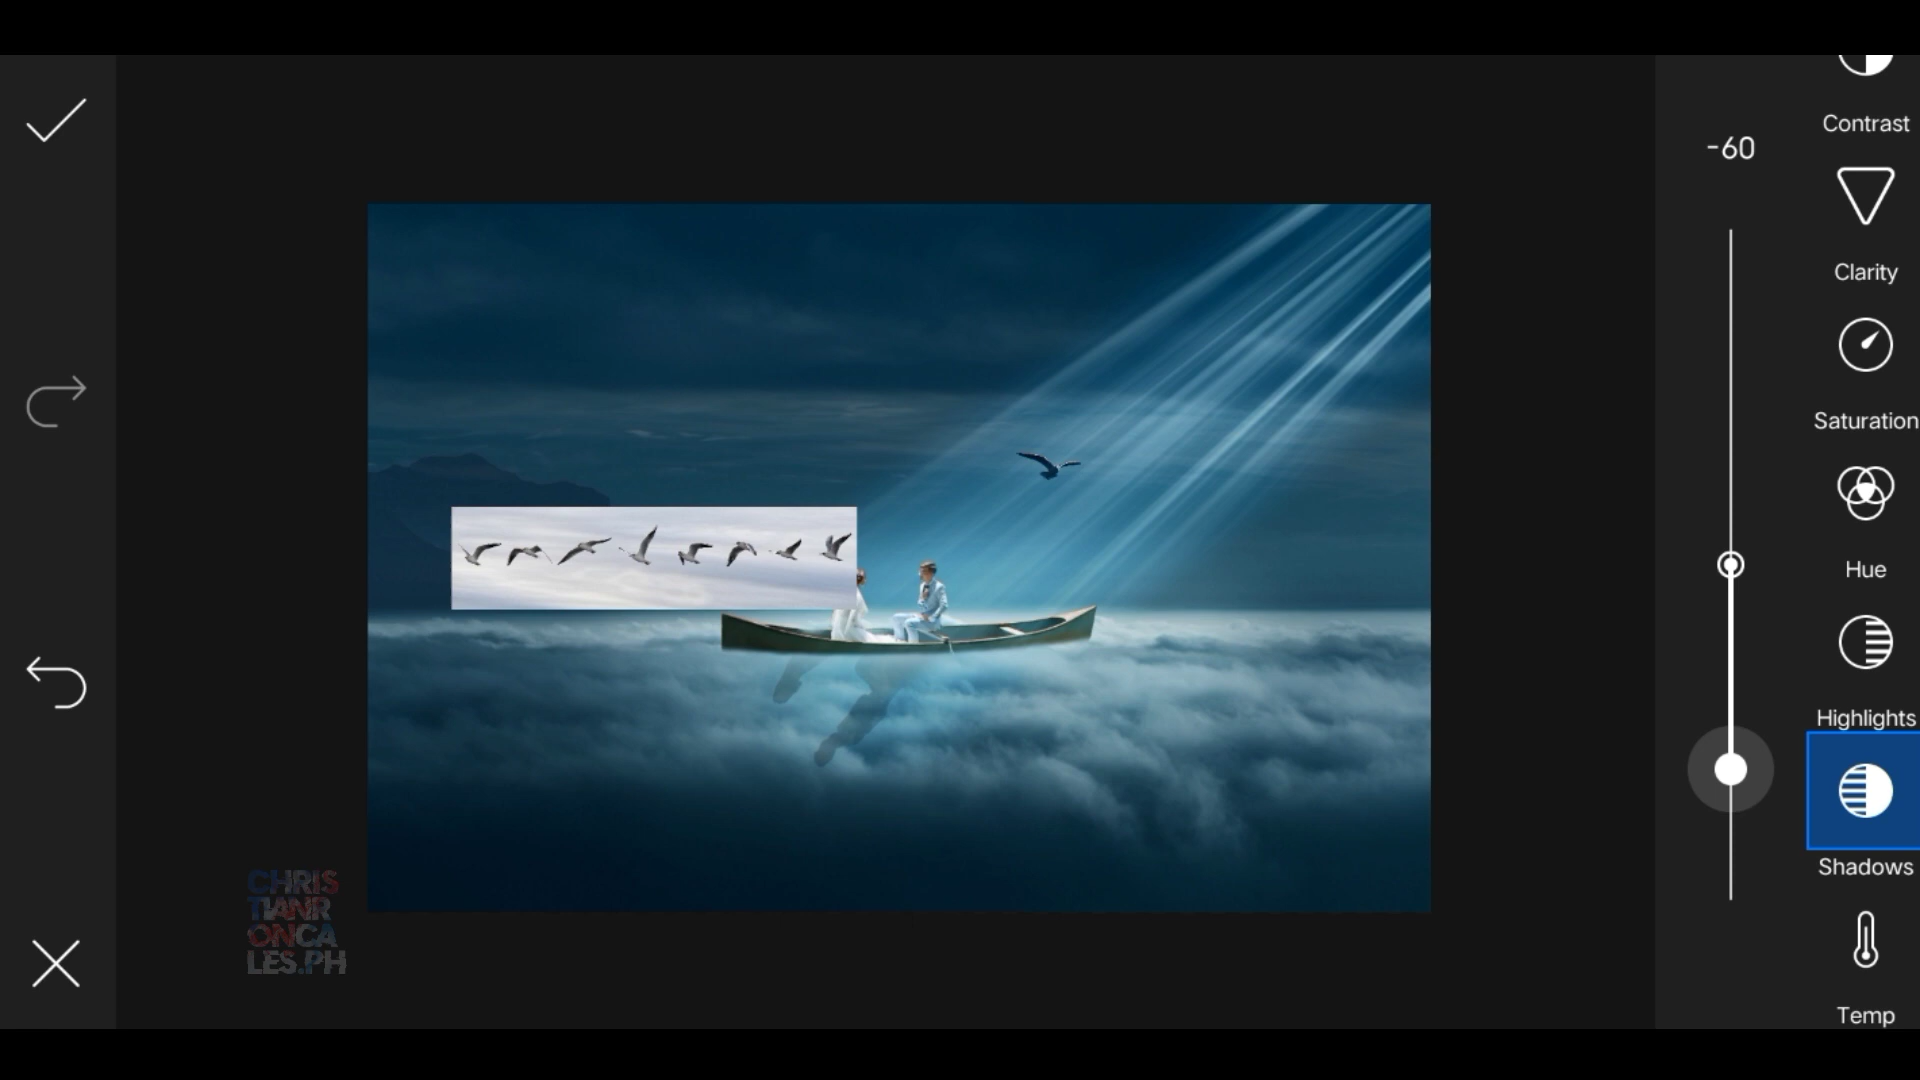 Contrast
-60
Clarity
Saturation
Hue
Highlights
Shadows
Temp
CHRIS
TIANR
ONCA
LES.PH